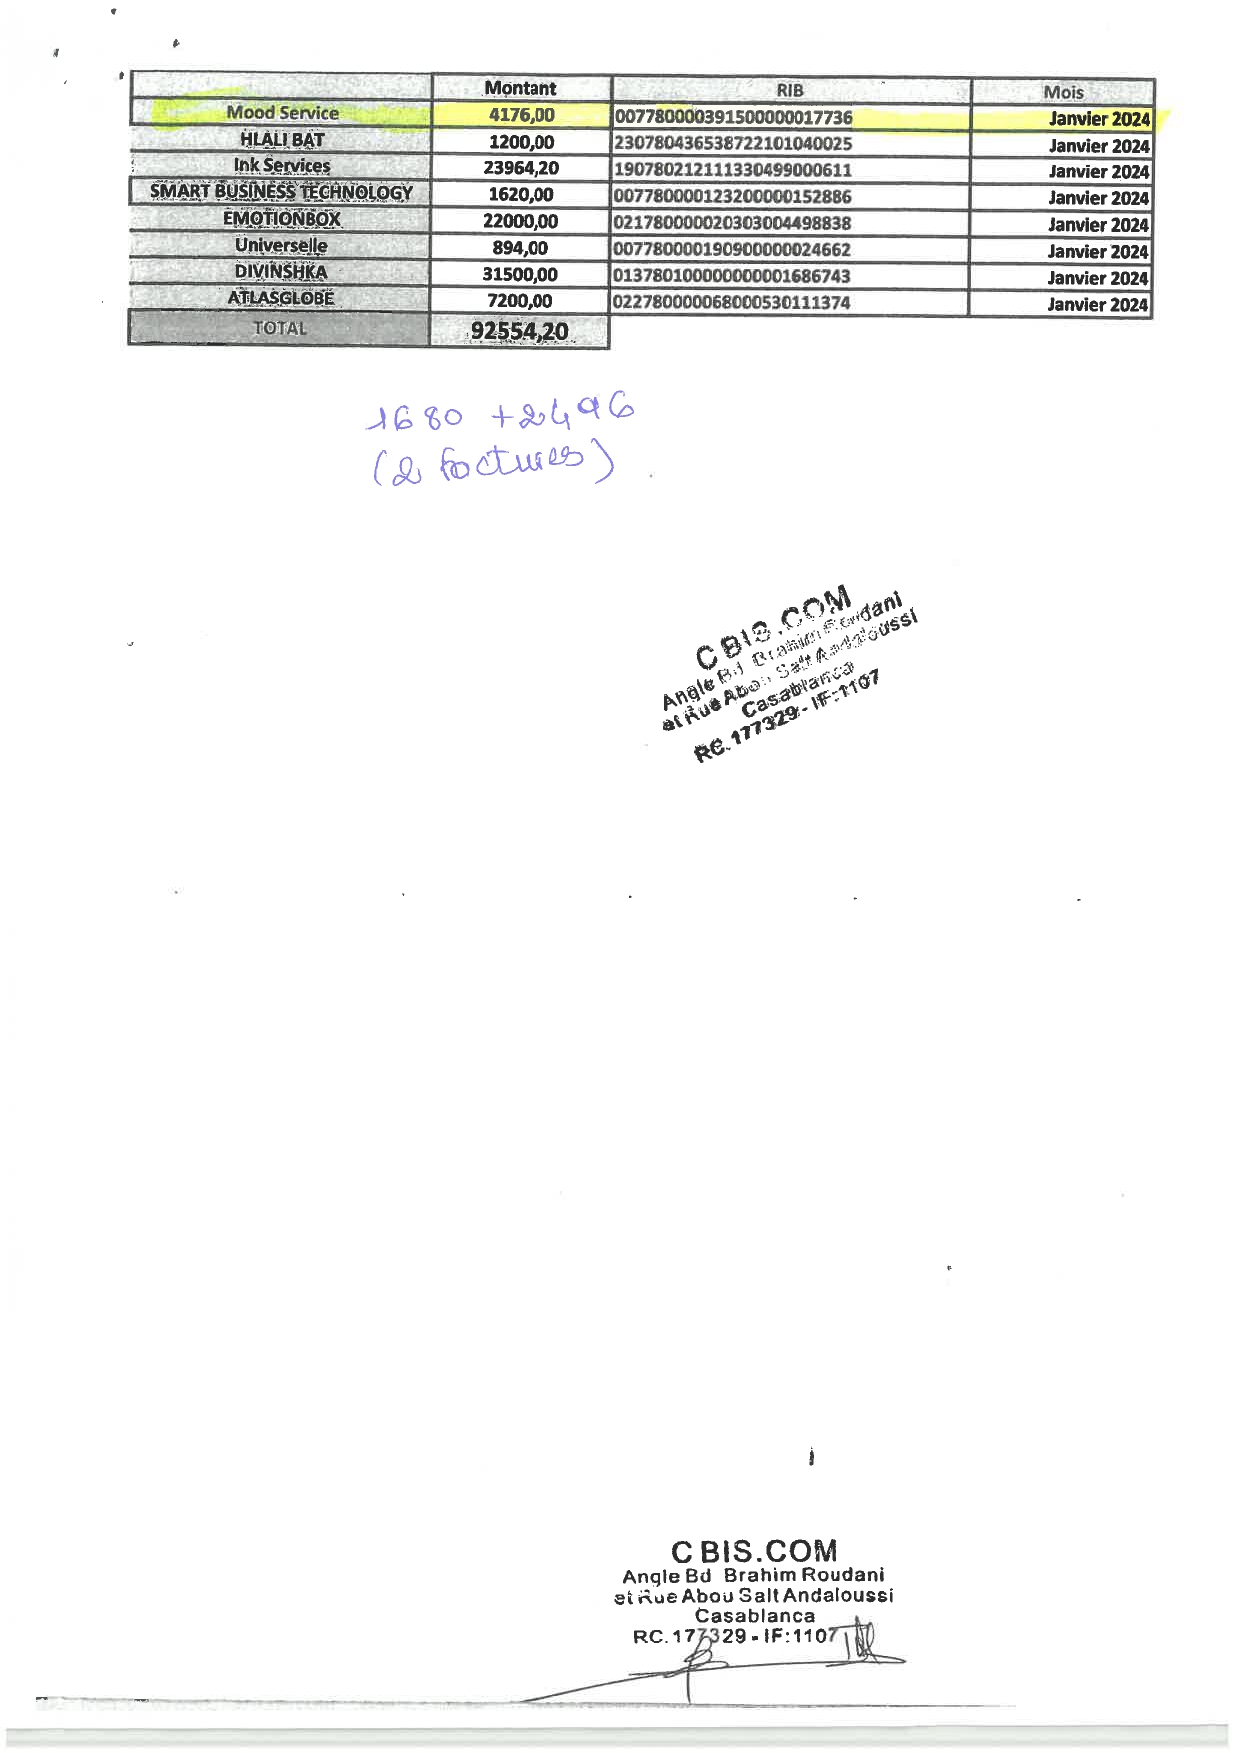 Montant RIB Mois
Mood Service 4176,00 007780000391500000017736 Janvier 2024
HLALI BAT 1200,00 230780436538722101040025 Janvier 2024
Ink Services 23964,20 190780212111330499000611 Janvier 2024
SMART BUSINESS TECHNOLOGY 1620,00 007780000123200000152886 Janvier 2024
EMOTIONBOX 22000,00 021780000020303004498838 Janvier 2024
Universelle 894,00 007780000190900000024662 Janvier 2024
DIVINSHKA 31500,00 013780100000000001686743 Janvier 2024
ATLASGLOBE 7200,00 022780000068000530111374 Janvier 2024
TOTAL 92554,20
1680 + 2496
(2 factures)
CBIS.COM
Angle Bd Brahim Roudani
et Rue Abou Salt Andaloussi
Casablanca
RC.177329 - IF:1107
CBIS.COM
Angle Bd Brahim Roudani
et Rue Abou Salt Andaloussi
Casablanca
RC.177329 - IF:1107